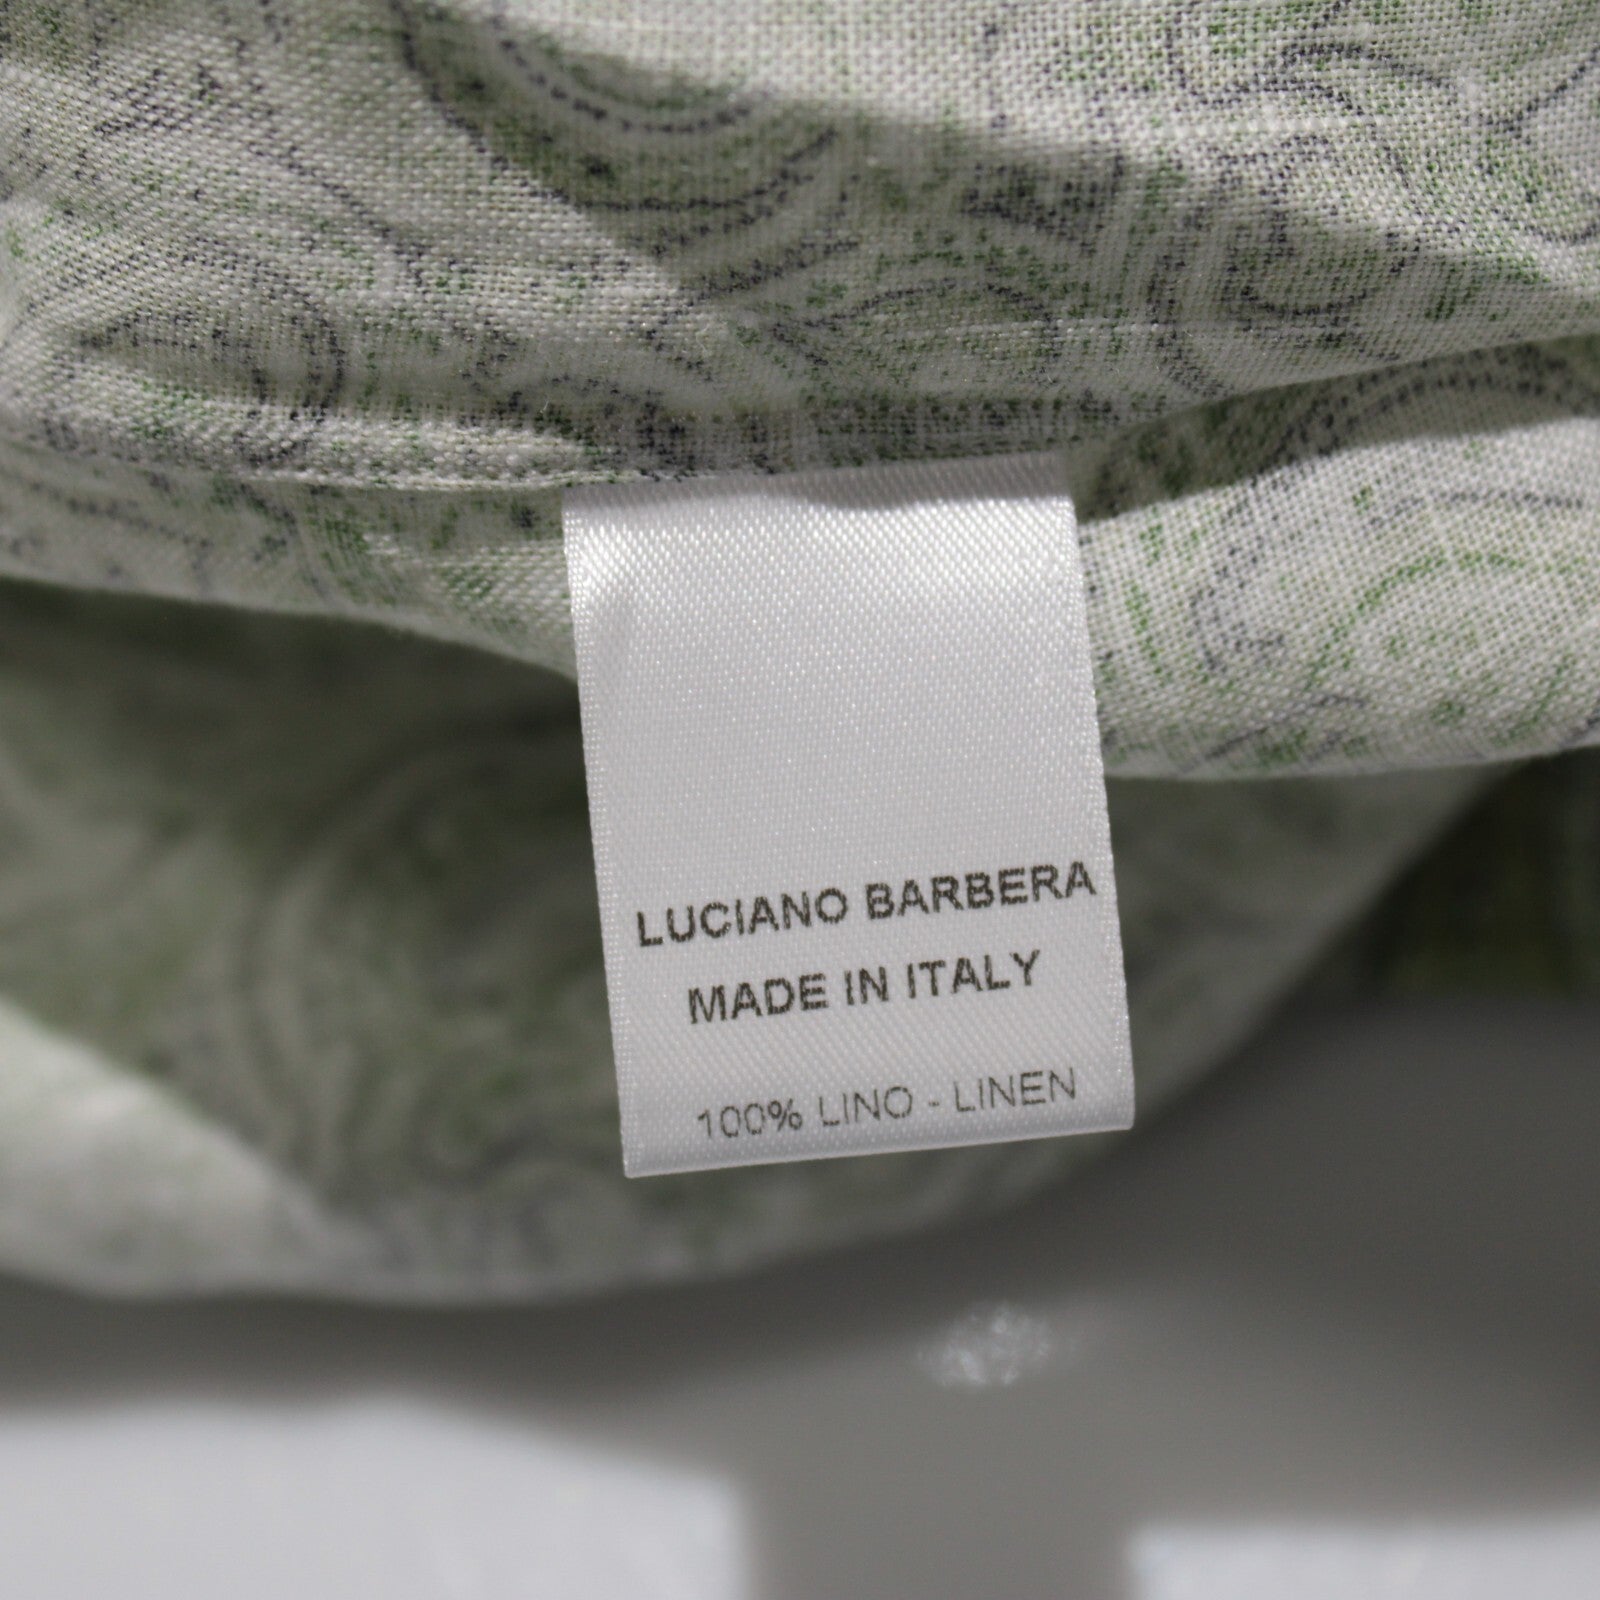 LUCIANO BARBERA
MADE IN ITALY
100% LINO - LINEN